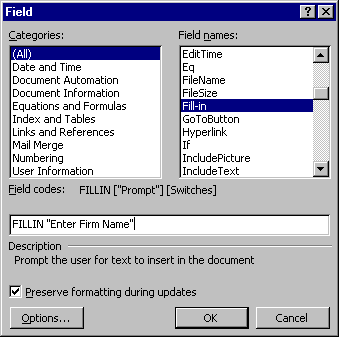 Field
Categories:
(All)
Date and Time
Document Automation
Document Information
Equations and Formulas
Index and Tables
Links and References
Mail Merge
Numbering
User Information
Field names:
EditTime
Eq
FileName
FileSize
Fill-in
GoToButton
Hyperlink
If
IncludePicture
IncludeText
Field codes: FILLIN ["Prompt"] [Switches]
FILLIN "Enter Firm Name"
Description
Prompt the user for text to insert in the document
Preserve formatting during updates
Options... OK Cancel